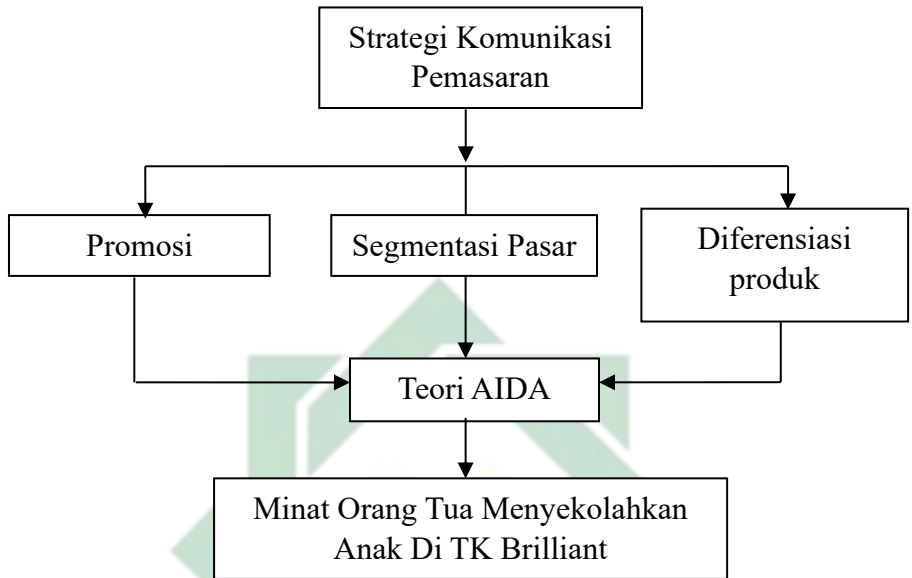 Strategi Komunikasi
Pemasaran
Promosi
Segmentasi Pasar
Diferensiasi
produk
Teori AIDA
Minat Orang Tua Menyekolahkan
Anak Di TK Brilliant